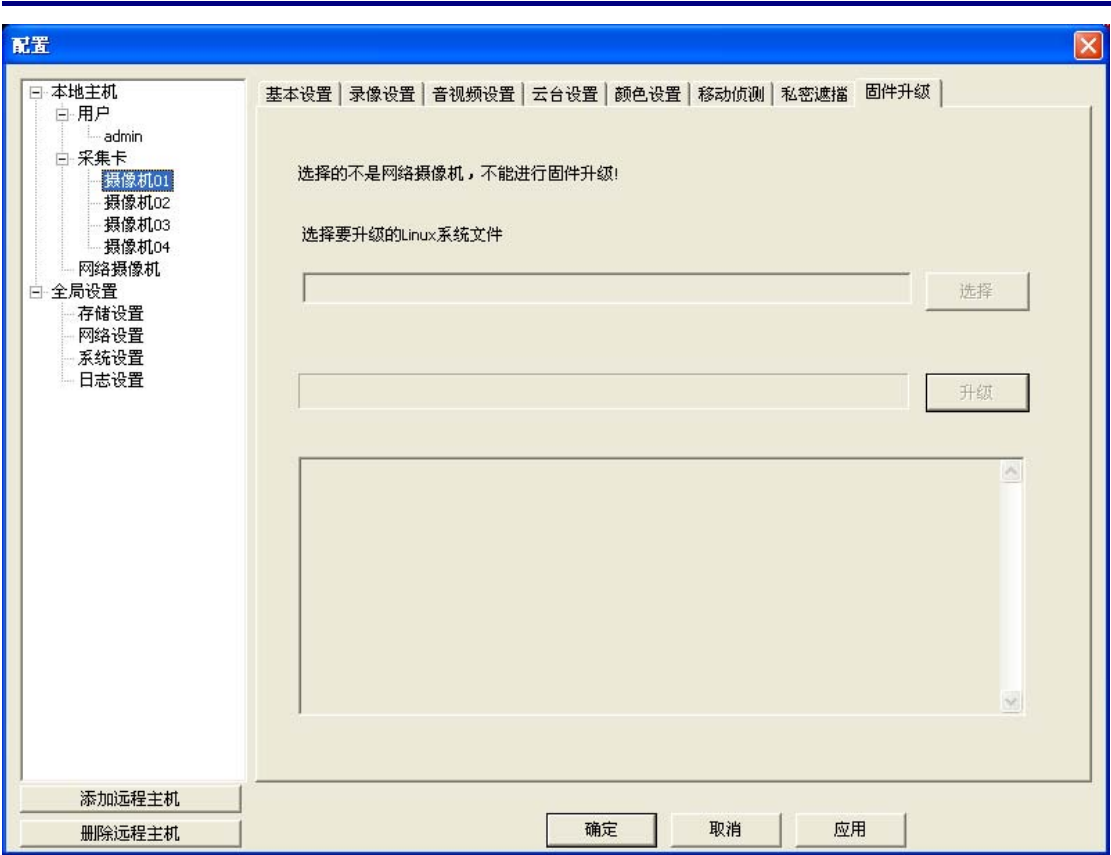 配置
本地主机
用户
admin
采集卡
摄像机01
摄像机02
摄像机03
摄像机04
网络摄像机
全局设置
存储设置
网络设置
系统设置
日志设置
添加远程主机
删除远程主机
基本设置 录像设置 音视频设置 云台设置 颜色设置 移动侦测 私密遮挡 固件升级
选择的不是网络摄像机，不能进行固件升级!
选择要升级的Linux系统文件
选择
升级
确定 取消 应用